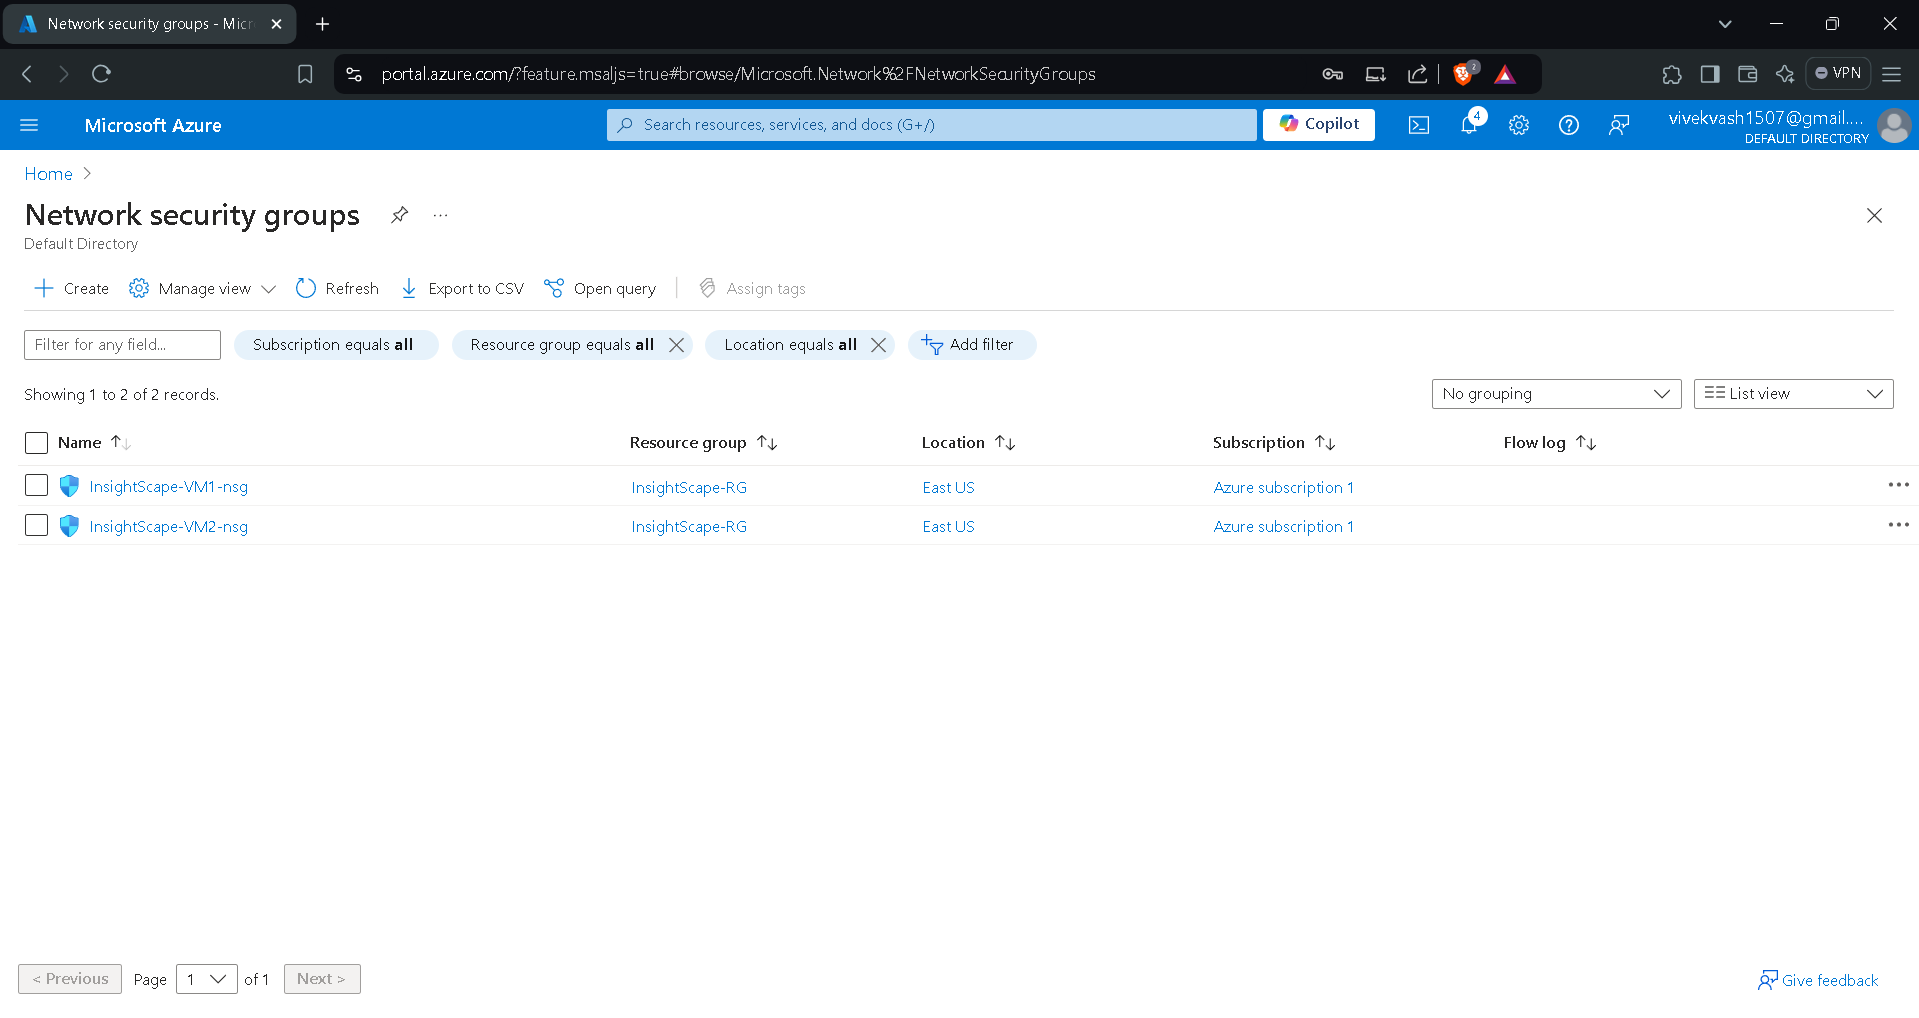 Network security groups - Micr
portal.azure.com/?feature.msaljs=true#browse/Microsoft.Network%2FNetworkSecurityGroups
2
VPN
Microsoft Azure
Search resources, services, and docs (G+/)
Copilot
4
vivekvash1507@gmail....
DEFAULT DIRECTORY
Home
Network security groups
Default Directory
Create Manage view Refresh Export to CSV Open query Assign tags
Filter for any field... Subscription equals all Resource group equals all Location equals all Add filter
Showing 1 to 2 of 2 records. No grouping List view
Name Resource group Location Subscription Flow log
InsightScape-VM1-nsg InsightScape-RG East US Azure subscription 1
InsightScape-VM2-nsg InsightScape-RG East US Azure subscription 1
< Previous Page 1 of 1 Next > Give feedback